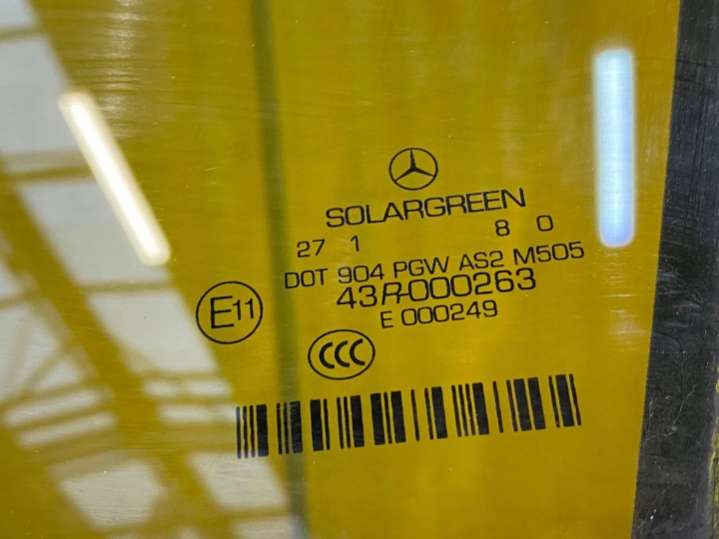 SOLARGREEN
27 1 8 0
DOT 904 PGW AS2 M505
43R-000263
E 000249
E11
CCC